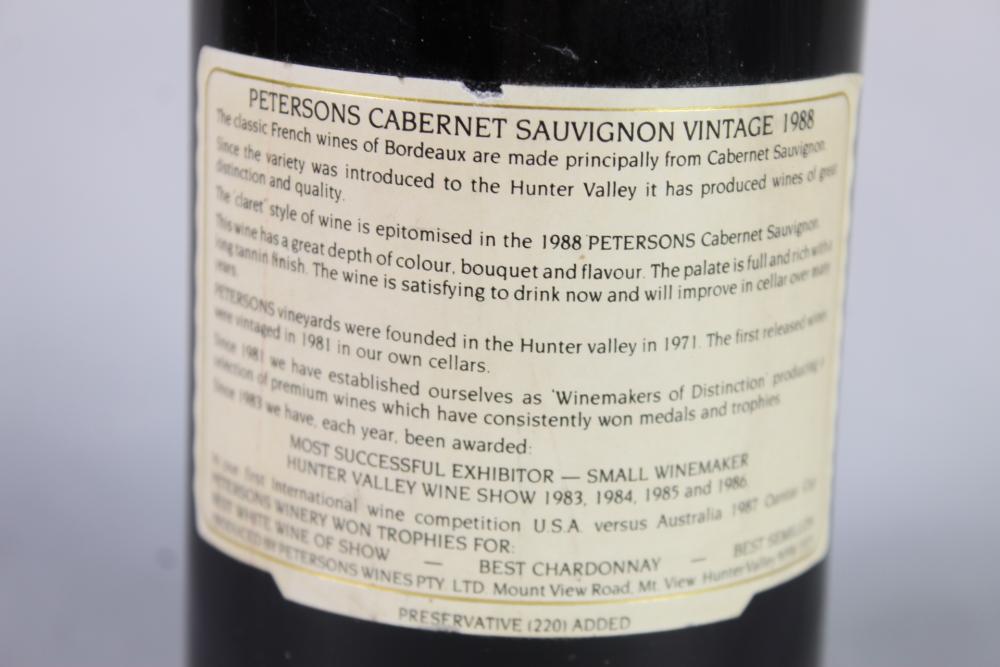 PETERSONS CABERNET SAUVIGNON VINTAGE 1988
The classic French wines of Bordeaux are made principally from Cabernet Sauvignon.
Since the variety was introduced to the Hunter Valley it has produced wines of great
distinction and quality.
The 'claret' style of wine is epitomised in the 1988 PETERSONS Cabernet Sauvignon.
This wine has a great depth of colour, bouquet and flavour. The palate is full and rich with a
long tannin finish. The wine is satisfying to drink now and will improve in cellar over many
years.
PETERSONS vineyards were founded in the Hunter valley in 1971. The first released wines
were vintaged in 1981 in our own cellars.
Since 1981 we have established ourselves as 'Winemakers of Distinction' producing a
selection of premium wines which have consistently won medals and trophies.
Since 1983 we have, each year, been awarded:
MOST SUCCESSFUL EXHIBITOR — SMALL WINEMAKER
HUNTER VALLEY WINE SHOW 1983, 1984, 1985 and 1986.
In our first International wine competition U.S.A. versus Australia 1987
PETERSONS WINERY WON TROPHIES FOR:
BEST WHITE WINE OF SHOW — BEST CHARDONNAY — BEST SEMILLON
PRODUCED BY PETERSONS WINES PTY. LTD. Mount View Road, Mt. View. Hunter Valley
PRESERVATIVE (220) ADDED